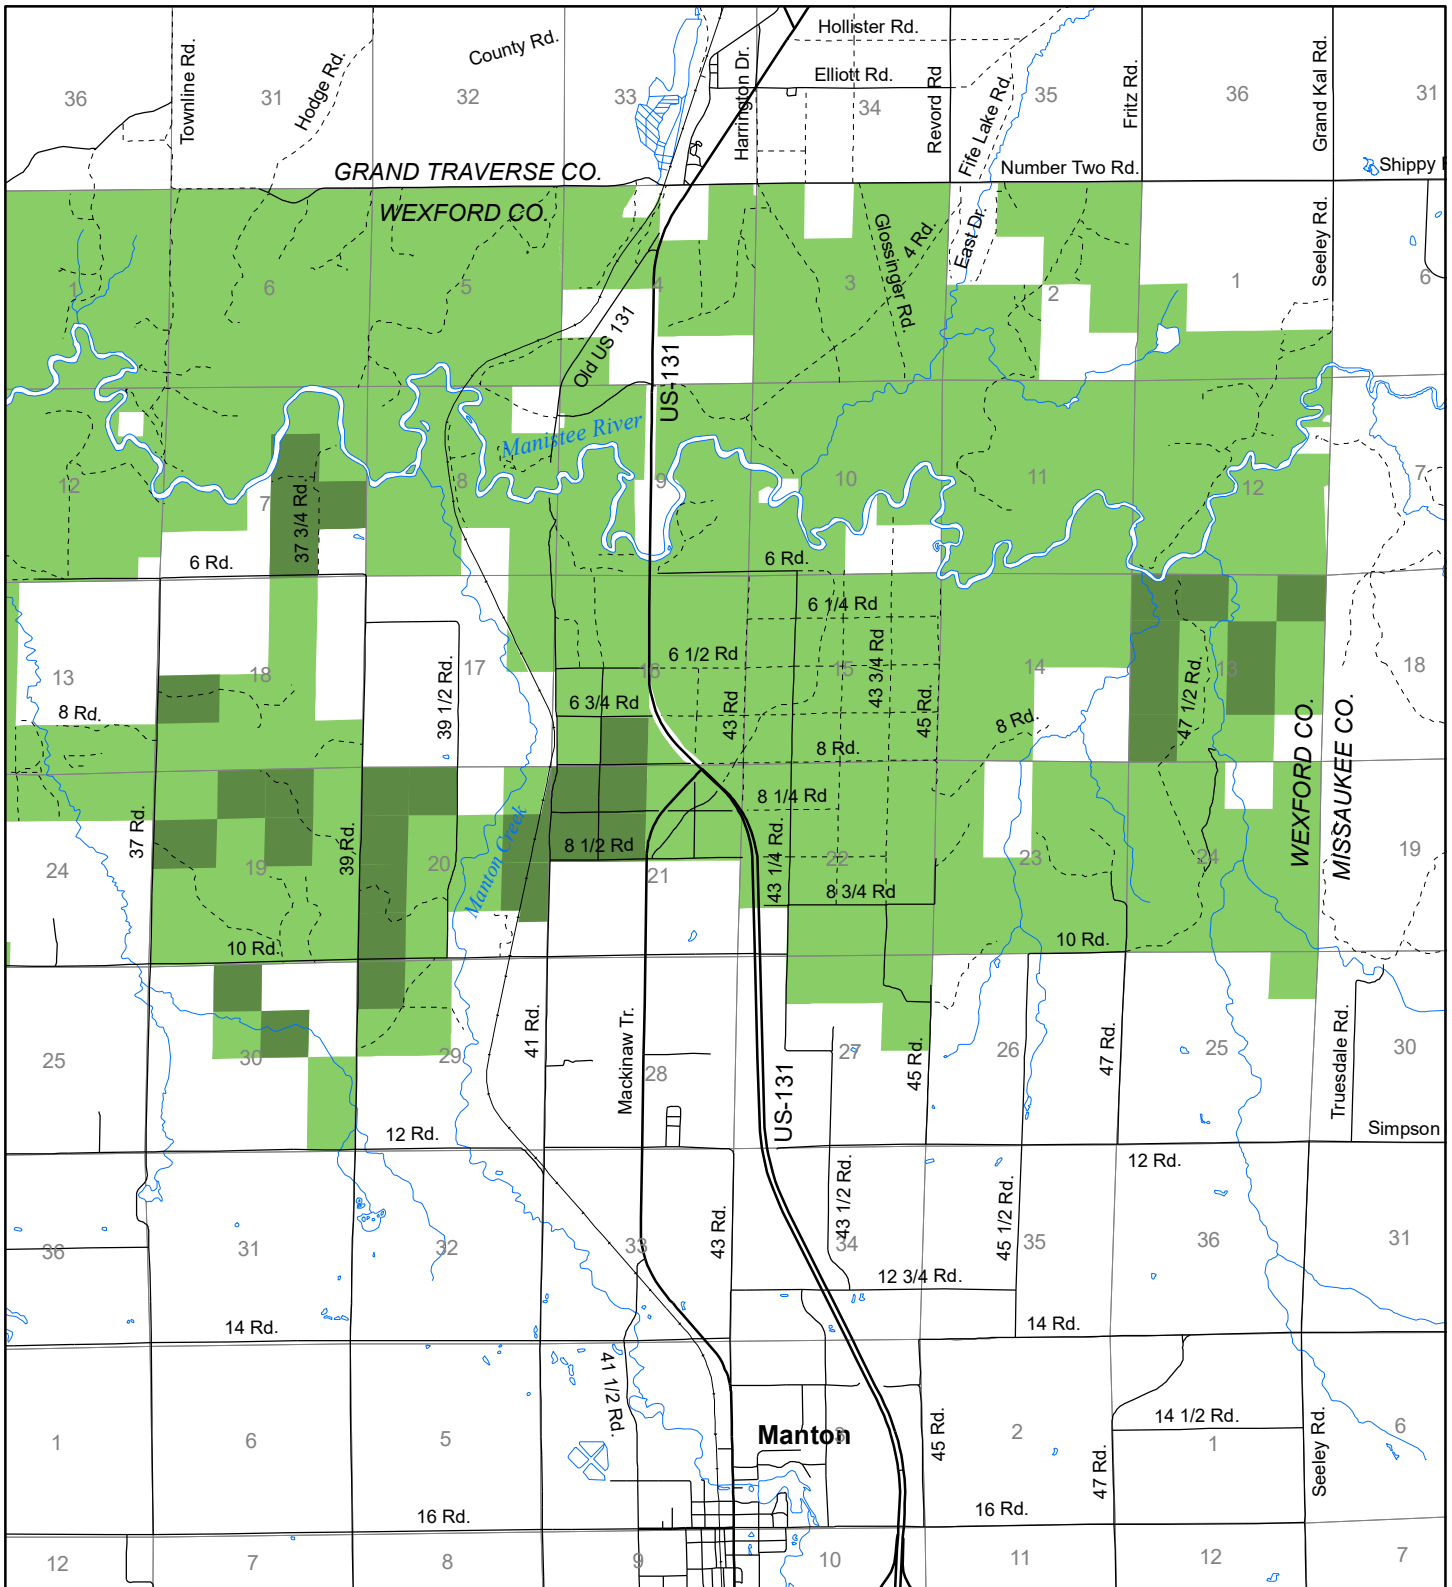 Hollister Rd.
County Rd.
Elliott Rd.
Townline Rd.
Hodge Rd.
Harrington Dr.
Revord Rd
Fife Lake Rd.
Fritz Rd.
Grand Kal Rd.
36
31
32
33
34
35
36
31
GRAND TRAVERSE CO.
Number Two Rd.
Shippy
WEXFORD CO.
Glossinger Rd.
4 Rd.
East Dr.
Seeley Rd.
1
6
5
4
3
2
1
6
Old US 131
US-131
Manistee River
12
7
8
9
10
11
12
7
37 3/4 Rd.
6 Rd.
6 Rd.
6 1/4 Rd
6 1/2 Rd
13
18
17
16
15
14
13
18
39 1/2 Rd.
43 3/4 Rd
6 3/4 Rd
43 Rd
45 Rd.
47 1/2 Rd.
8 Rd.
8 Rd.
8 Rd.
WEXFORD CO.
MISSAUKEE CO.
8 1/4 Rd
37 Rd.
39 Rd.
Manton Creek
8 1/2 Rd
43 1/4 Rd.
24
19
20
21
22
23
24
19
8 3/4 Rd
10 Rd.
10 Rd.
41 Rd.
Mackinaw Tr.
US-131
45 Rd.
47 Rd.
Truesdale Rd.
25
30
29
28
27
26
25
30
12 Rd.
Simpson
12 Rd.
43 Rd.
43 1/2 Rd.
45 1/2 Rd.
36
31
32
33
34
35
36
31
12 3/4 Rd.
14 Rd.
14 Rd.
41 1/2 Rd.
14 1/2 Rd.
Manton
45 Rd.
47 Rd.
Seeley Rd.
1
6
5
3
2
1
6
16 Rd.
16 Rd.
12
7
8
9
10
11
12
7